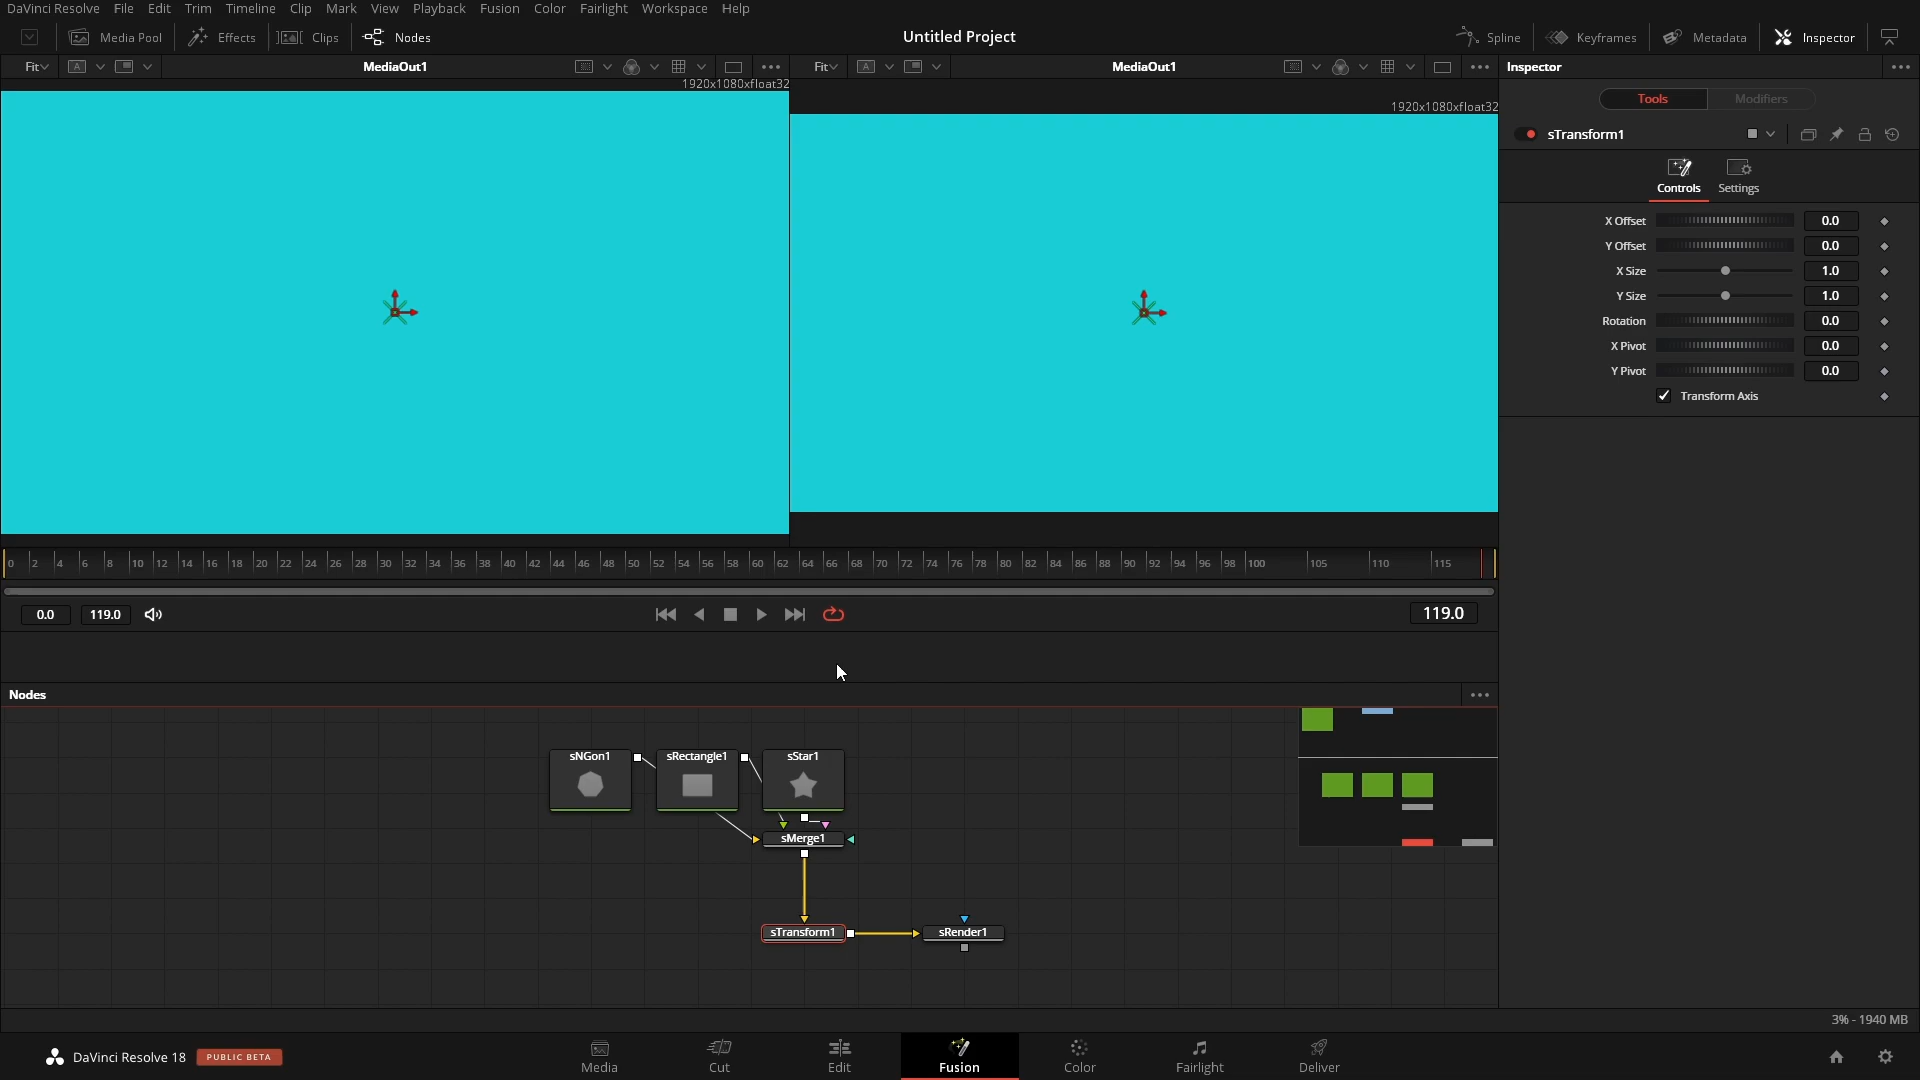 DaVinci Resolve File Edit Trim Timeline Clip Mark View Playback Fusion Color Fairlight Workspace Help
Media Pool Effects Clips Nodes Untitled Project Spline Keyframes Metadata Inspector
Fit A MediaOut1 Fit A MediaOut1 Inspector
1920x1080xfloat32
1920x1080xfloat32
Tools Modifiers
sTransform1
Controls Settings
X Offset 0.0
Y Offset 0.0
X Size 1.0
Y Size 1.0
Rotation 0.0
X Pivot 0.0
Y Pivot 0.0
Transform Axis
0 2 4 6 8 10 12 14 16 18 20 22 24 26 28 30 32 34 36 38 40 42 44 46 48 50 52 54 56 58 60 62 64 66 68 70 72 74 76 78 80 82 84 86 88 90 92 94 96 98 100 105 110 115
0.0 119.0 119.0
Nodes
sNGon1 sRectangle1 sStar1
sMerge1
sTransform1 sRender1
3% - 1940 MB
DaVinci Resolve 18 PUBLIC BETA
Media Cut Edit Fusion Color Fairlight Deliver